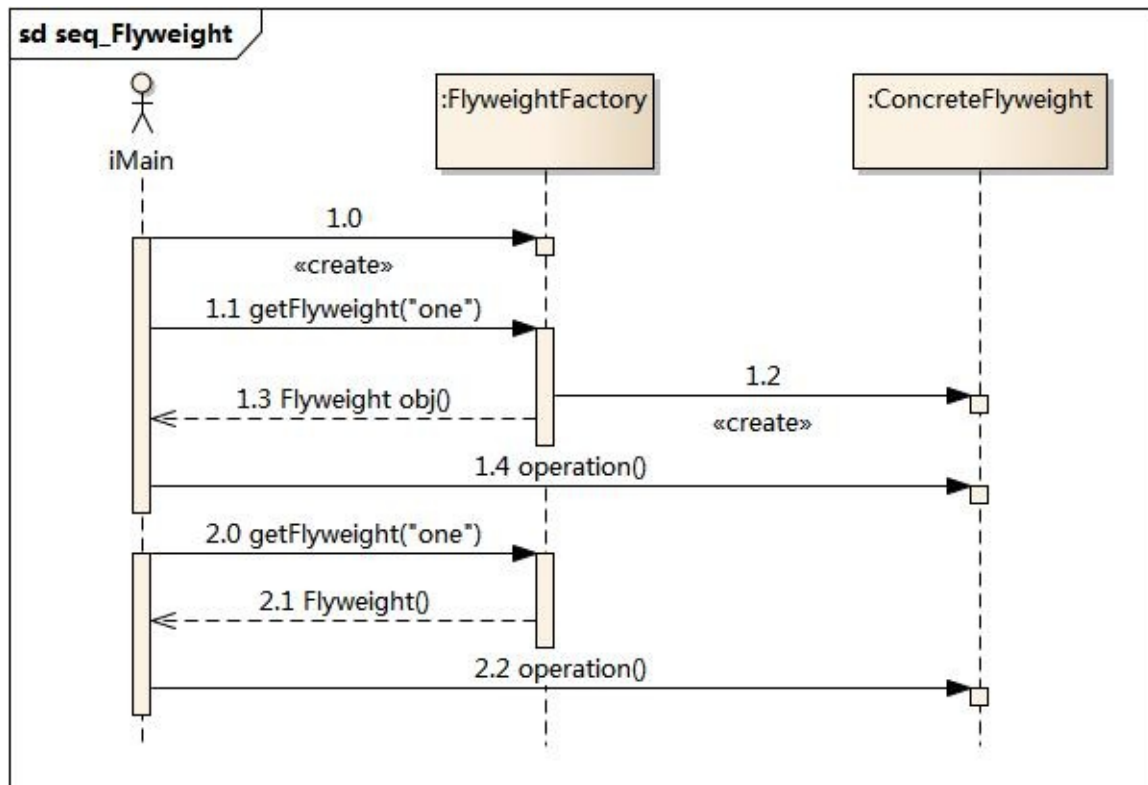 sd seq_Flyweight
iMain
:FlyweightFactory
:ConcreteFlyweight
1.0
«create»
1.1 getFlyweight("one")
1.2
«create»
1.3 Flyweight obj()
1.4 operation()
2.0 getFlyweight("one")
2.1 Flyweight()
2.2 operation()